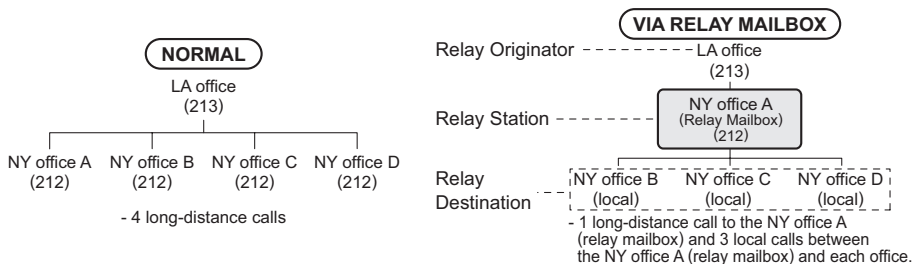 NORMAL
LA office
(213)
NY office A
(212)
NY office B
(212)
NY office C
(212)
NY office D
(212)
- 4 long-distance calls
VIA RELAY MAILBOX
Relay Originator
LA office
(213)
Relay Station
NY office A
(Relay Mailbox)
(212)
Relay
Destination
NY office B
(local)
NY office C
(local)
NY office D
(local)
- 1 long-distance call to the NY office A
(relay mailbox) and 3 local calls between
the NY office A (relay mailbox) and each office.